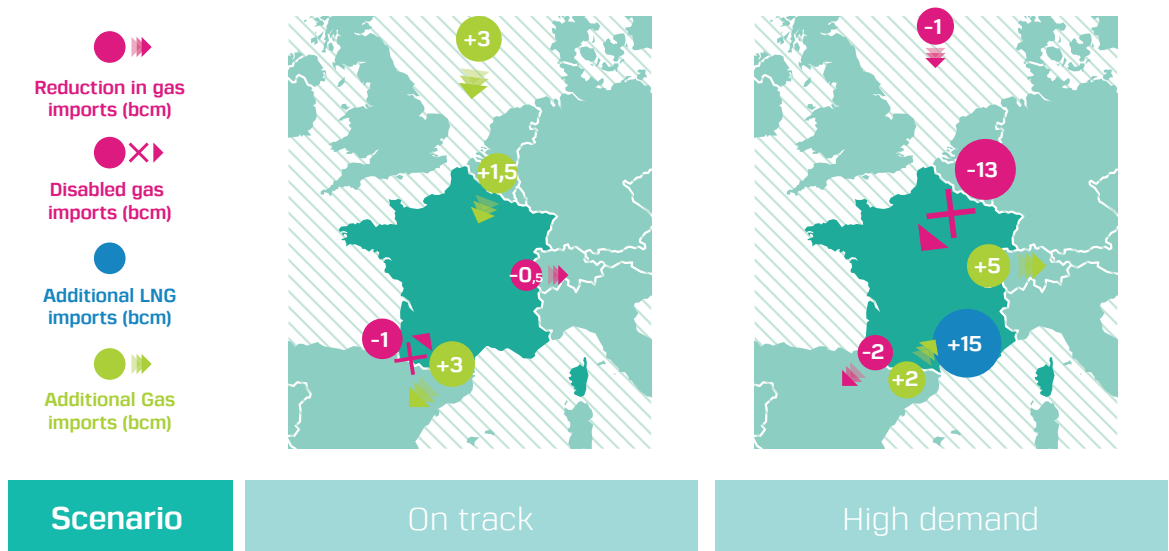 Reduction in gas
imports (bcm)
Disabled gas
imports (bcm)
Additional LNG
imports (bcm)
Additional Gas
imports (bcm)
+3
+1,5
-0,5
-1
+3
-1
-13
+5
+15
-2
+2
Scenario
On track
High demand